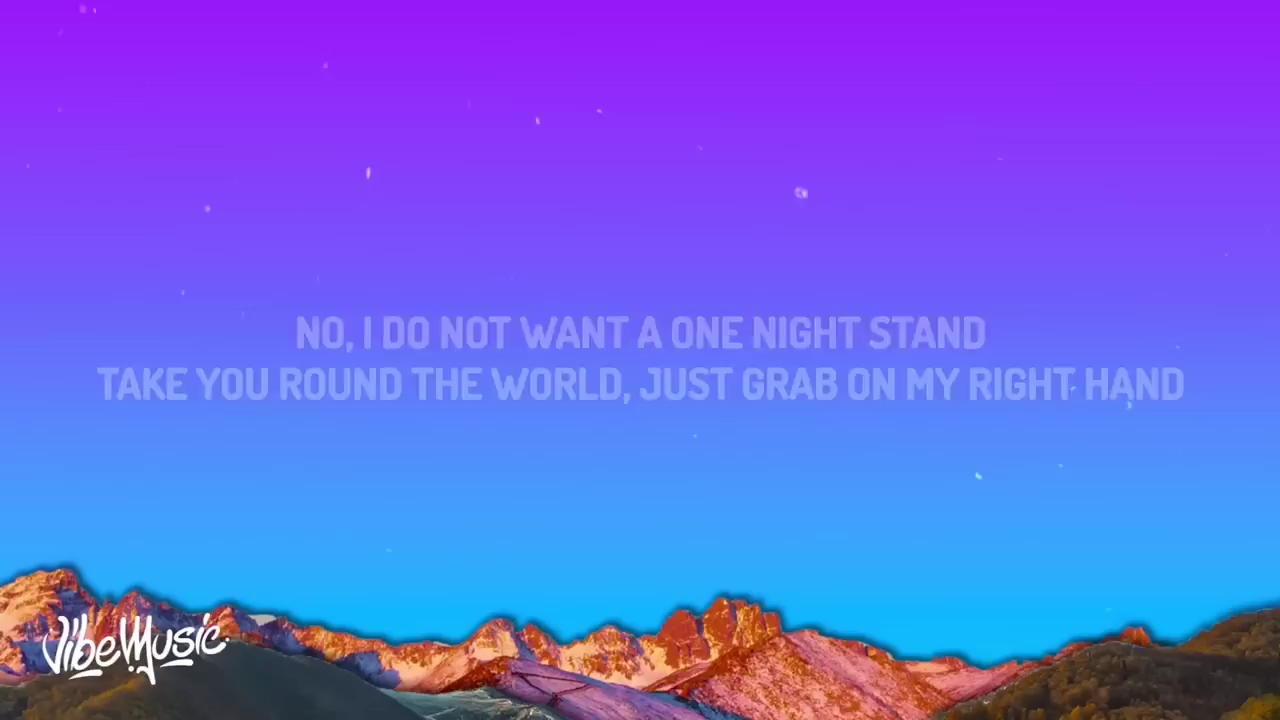 NO, I DO NOT WANT A ONE NIGHT STAND
TAKE YOU ROUND THE WORLD, JUST GRAB ON MY RIGHT HAND
VibeMusic